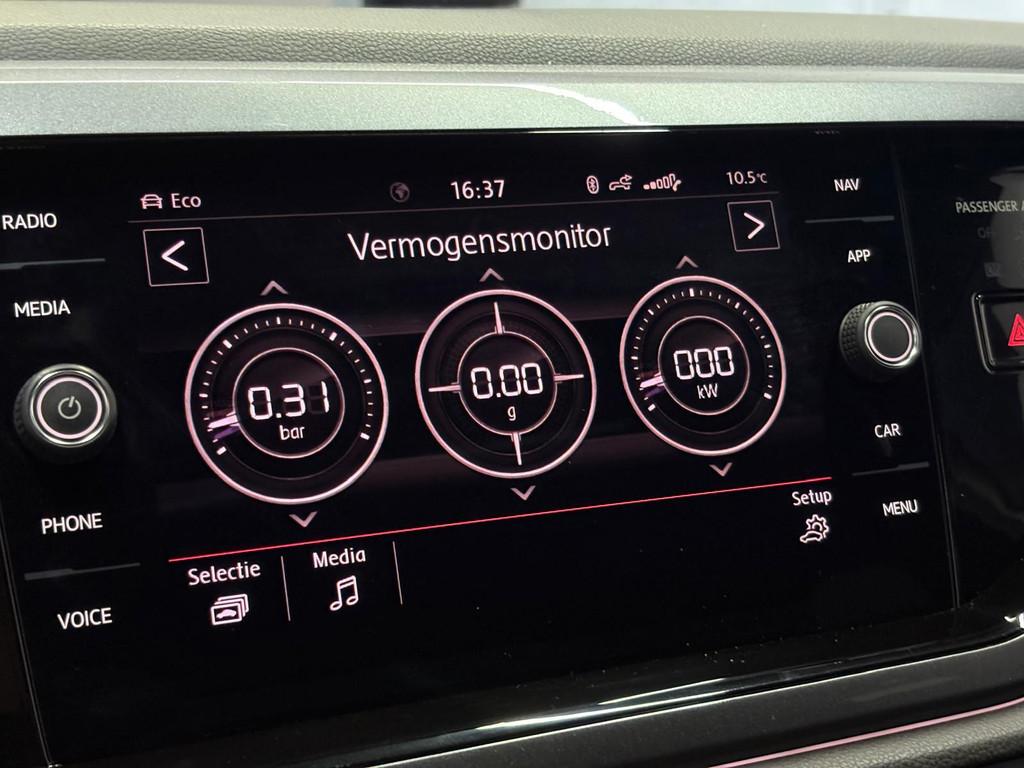 RADIO
MEDIA
PHONE
VOICE
Eco
16:37
10.5°C
Vermogensmonitor
0.31
bar
0.00
g
000
kW
Selectie
Media
Setup
NAV
APP
CAR
MENU
PASSENGER